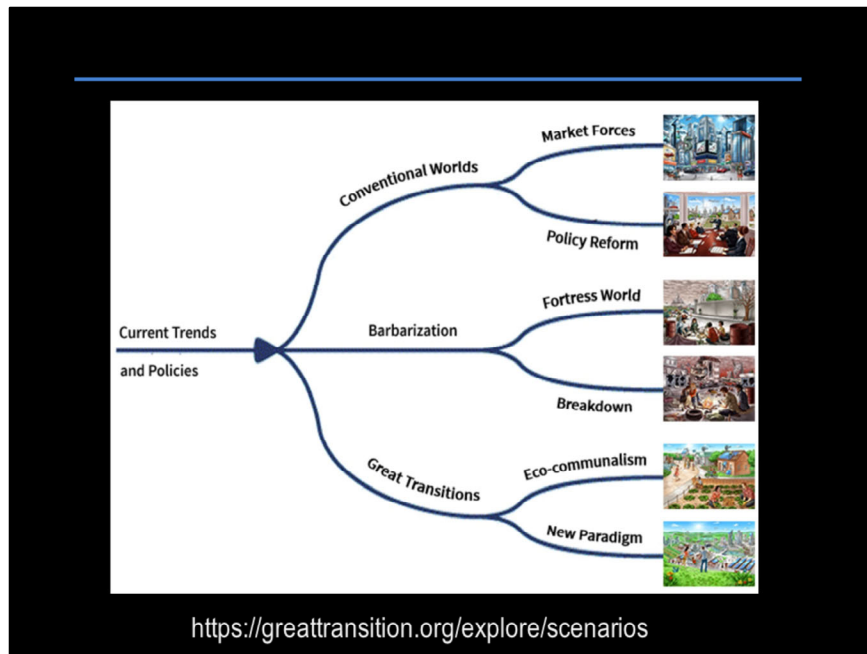 Market Forces
Conventional Worlds
Policy Reform
Fortress World
Current Trends
and Policies
Barbarization
Breakdown
Eco-communalism
Great Transitions
New Paradigm
https://greattransition.org/explore/scenarios